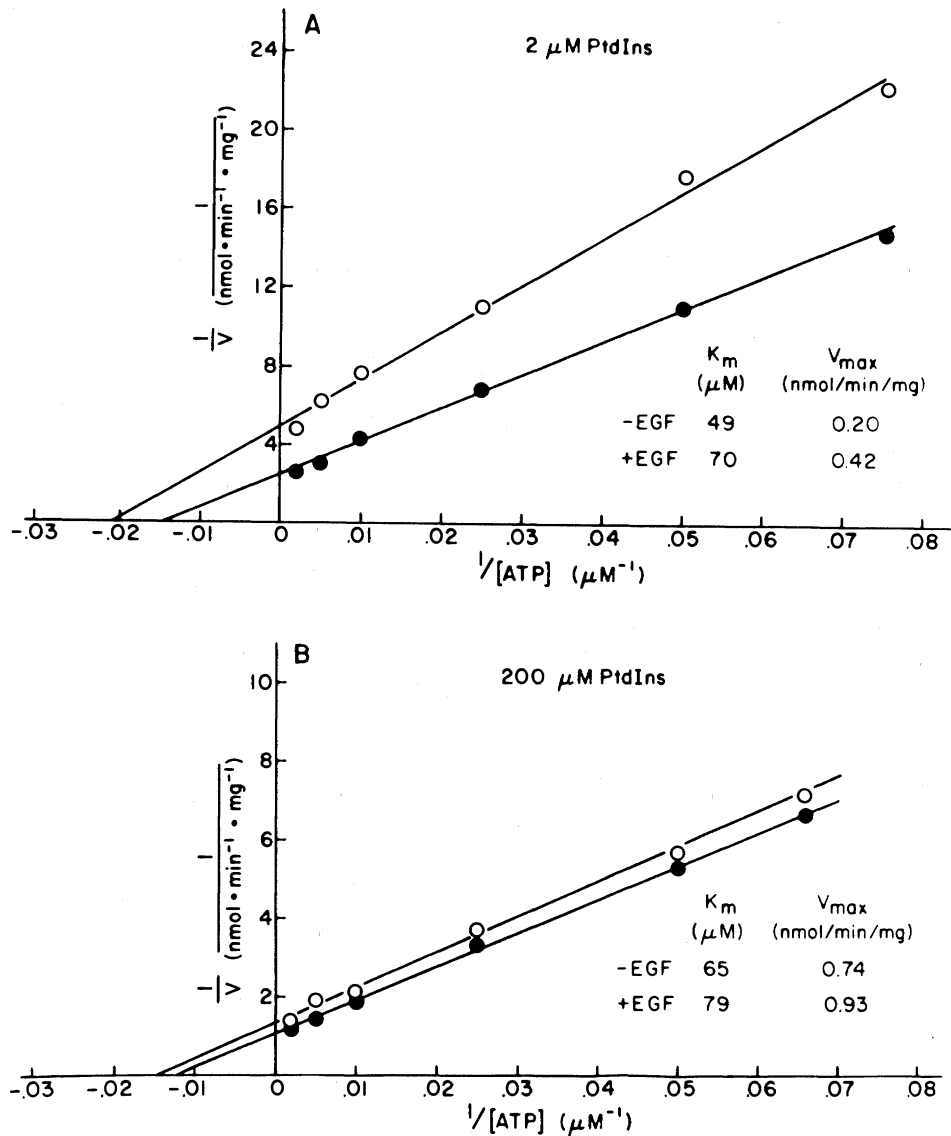 A
2 μM PtdIns
24
20
16
12
8
4
1/V (nmol•min⁻¹•mg⁻¹)
Km Vmax
(μM) (nmol/min/mg)
-EGF 49 0.20
+EGF 70 0.42
-.03 -.02 -.01 0 .01 .02 .03 .04 .05 .06 .07 .08
1/[ATP] (μM⁻¹)
B
200 μM PtdIns
10
8
6
4
2
1/V (nmol•min⁻¹•mg⁻¹)
Km Vmax
(μM) (nmol/min/mg)
-EGF 65 0.74
+EGF 79 0.93
-.03 -.02 -.01 0 .01 .02 .03 .04 .05 .06 .07 .08
1/[ATP] (μM⁻¹)